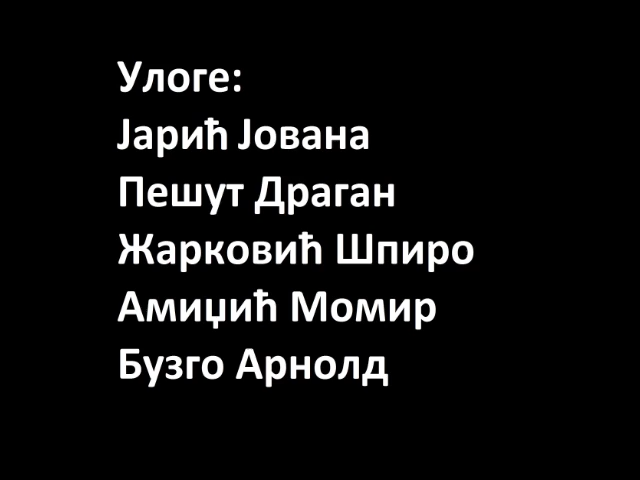 Улоге:
Јарић Јована
Пешут Драган
Жарковић Шпиро
Амиџић Момир
Бузго Арнолд